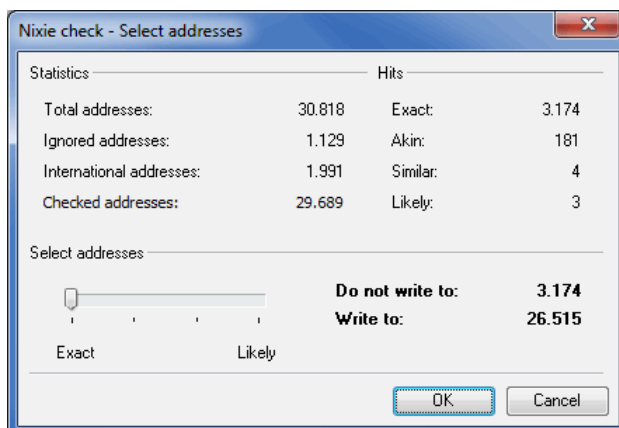 Nixie check - Select addresses
Statistics Hits
Total addresses: 30.818 Exact: 3.174
Ignored addresses: 1.129 Akin: 181
International addresses: 1.991 Similar: 4
Checked addresses: 29.689 Likely: 3
Select addresses
Do not write to: 3.174
Write to: 26.515
Exact Likely
OK Cancel